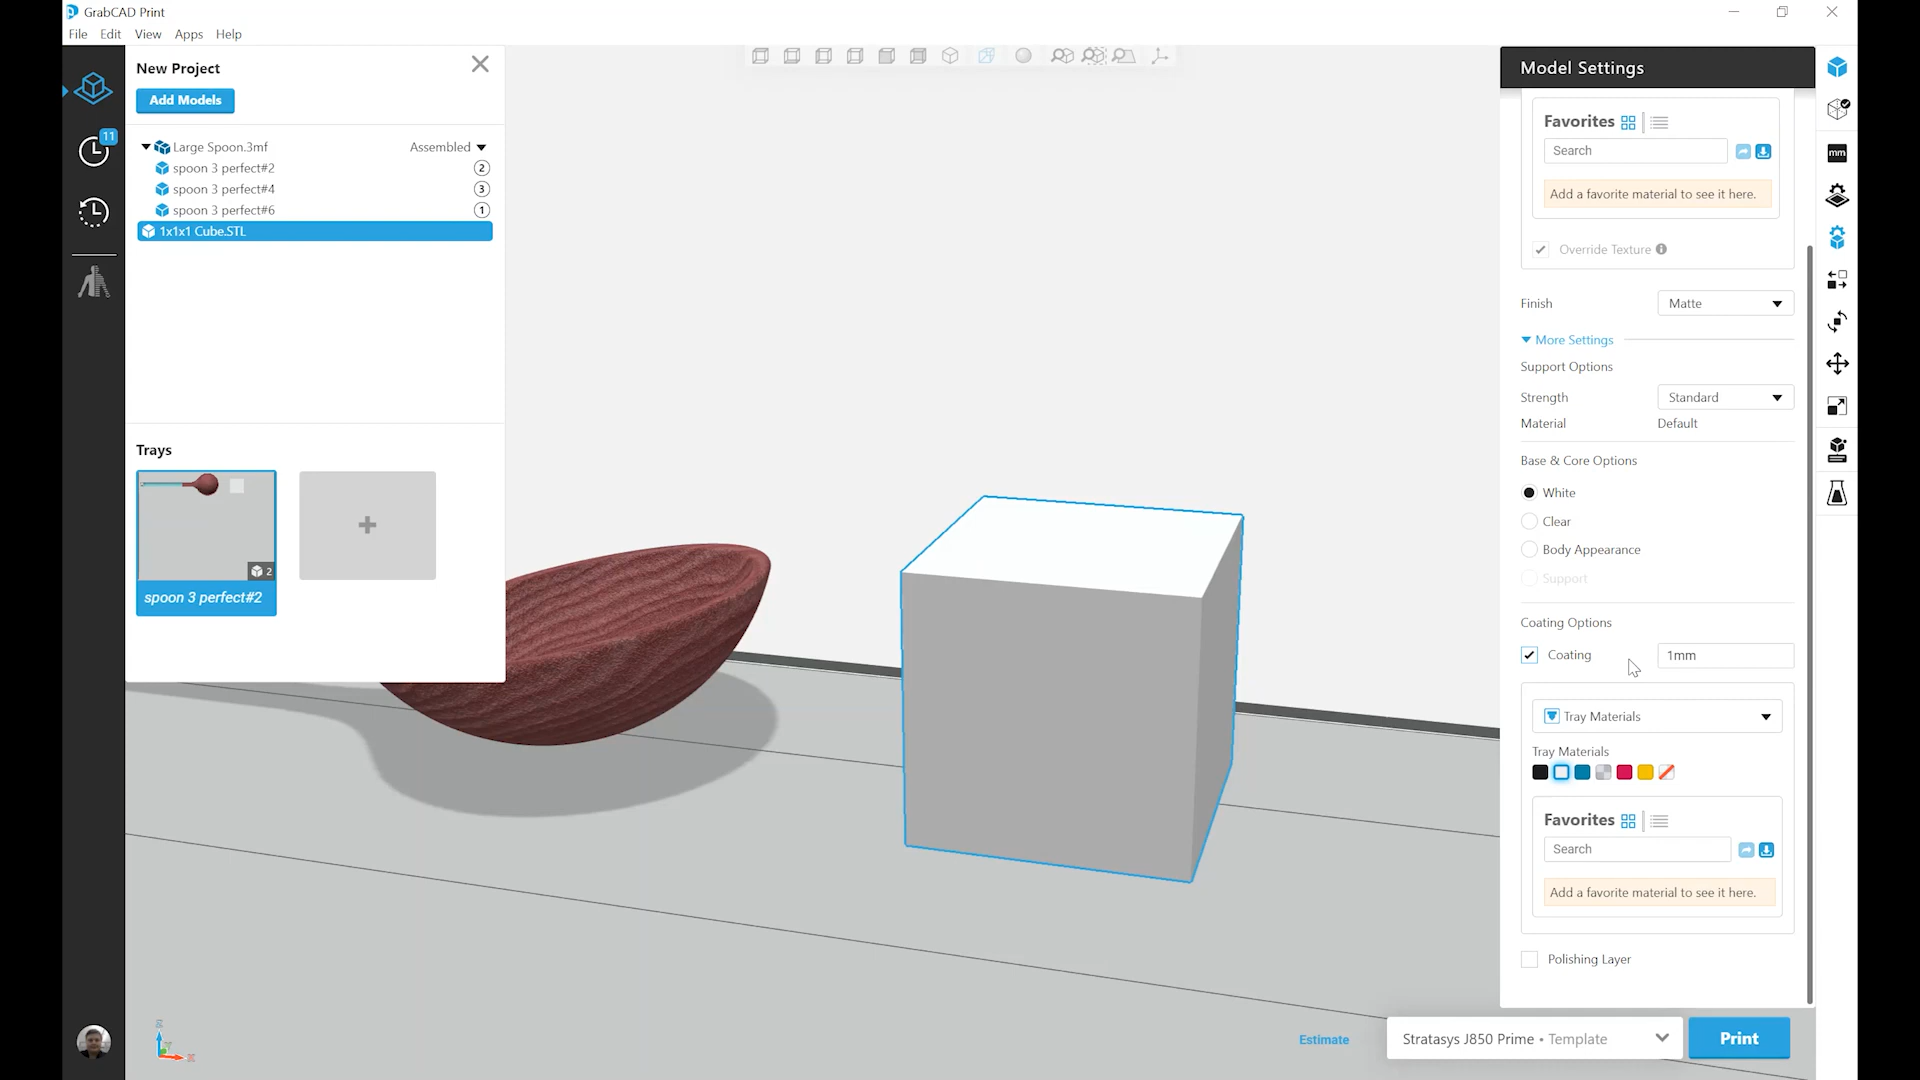 GrabCAD Print
File Edit View Apps Help
New Project
Add Models
Large Spoon.3mf Assembled
spoon 3 perfect#2 2
spoon 3 perfect#4 3
spoon 3 perfect#6 1
1x1x1 Cube.STL
11
Trays
2
spoon 3 perfect#2
Model Settings
Favorites
Search
Add a favorite material to see it here.
Override Texture
Finish Matte
More Settings
Support Options
Strength Standard
Material Default
Base & Core Options
White
Clear
Body Appearance
Support
Coating Options
Coating 1mm
Tray Materials
Tray Materials
Favorites
Search
Add a favorite material to see it here.
Polishing Layer
mm
Estimate
Stratasys J850 Prime • Template
Print